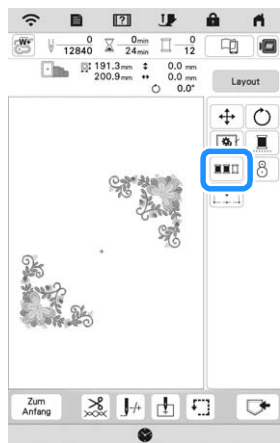 W+
0
12840
0min
24min
0
12
191.3mm
200.9mm
0.0 mm
0.0 mm
0.0°
Layout
Zum
Anfang